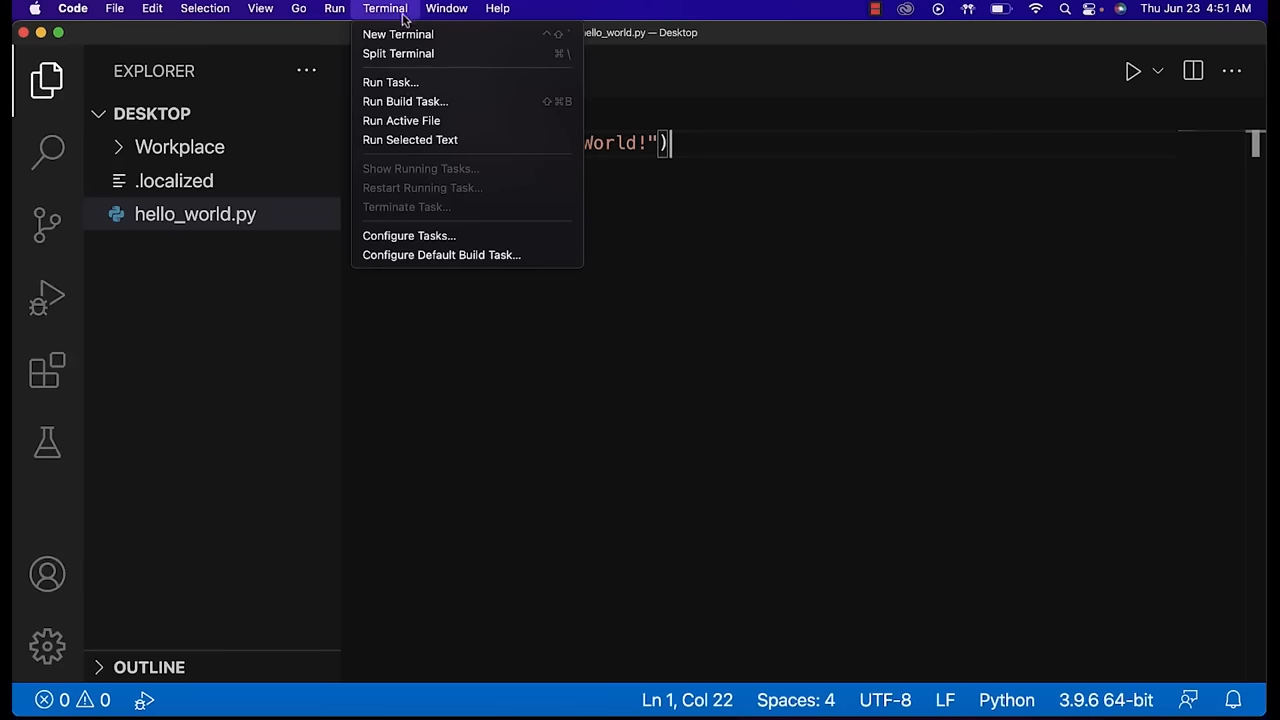 Code File Edit Selection View Go Run Terminal Window Help Thu Jun 23 4:51 AM
hello_world.py — Desktop
New Terminal ^⇧`
Split Terminal ⌘\
Run Task...
Run Build Task... ⇧⌘B
Run Active File
Run Selected Text
Show Running Tasks...
Restart Running Task...
Terminate Task...
Configure Tasks...
Configure Default Build Task...
EXPLORER
DESKTOP
Workplace
.localized
hello_world.py
OUTLINE
World!")
0 0 Ln 1, Col 22 Spaces: 4 UTF-8 LF Python 3.9.6 64-bit